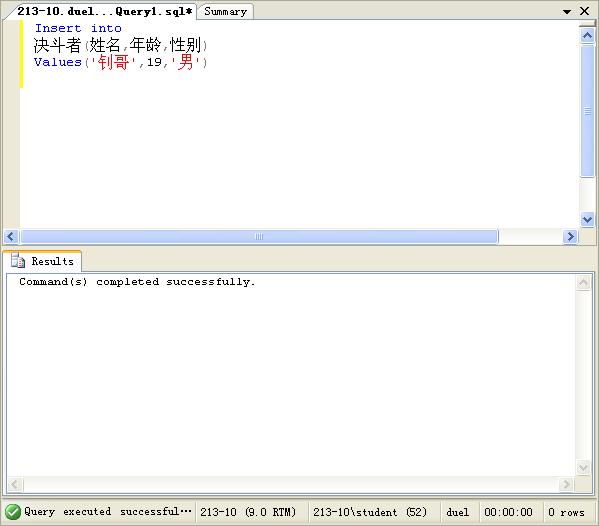 213-10.duel...Query1.sql*
Summary
Insert into
决斗者(姓名,年龄,性别)
Values('钊哥',19,'男')
Results
Command(s) completed successfully.
Query executed successful... 213-10 (9.0 RTM) 213-10\student (52) duel 00:00:00 0 rows